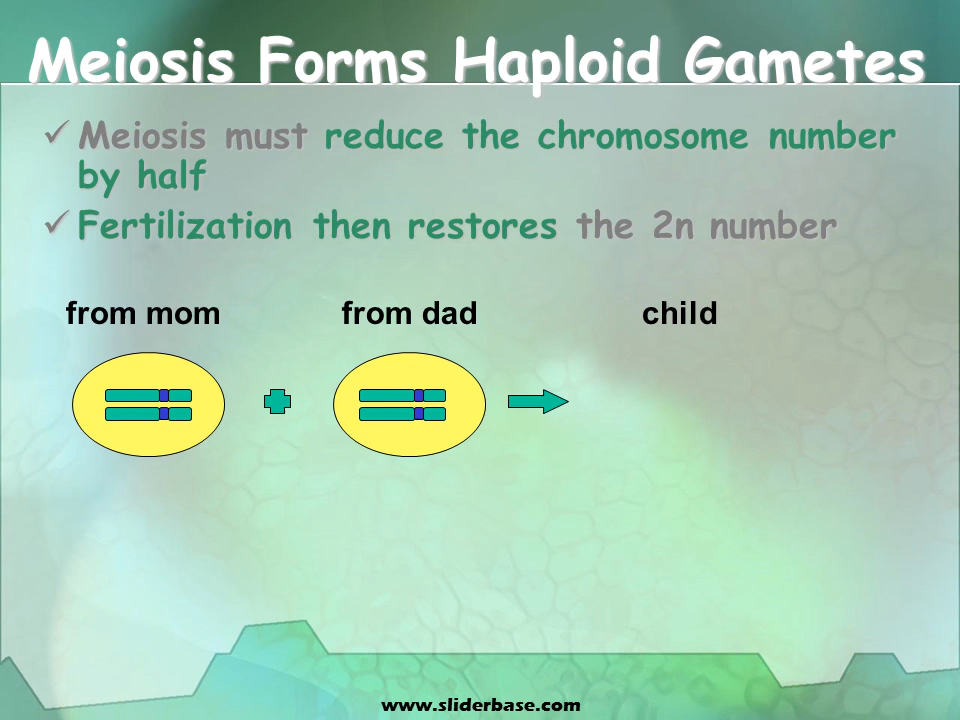 Meiosis Forms Haploid Gametes
✓ Meiosis must reduce the chromosome number
by half
✓ Fertilization then restores the 2n number
from mom from dad child
www.sliderbase.com